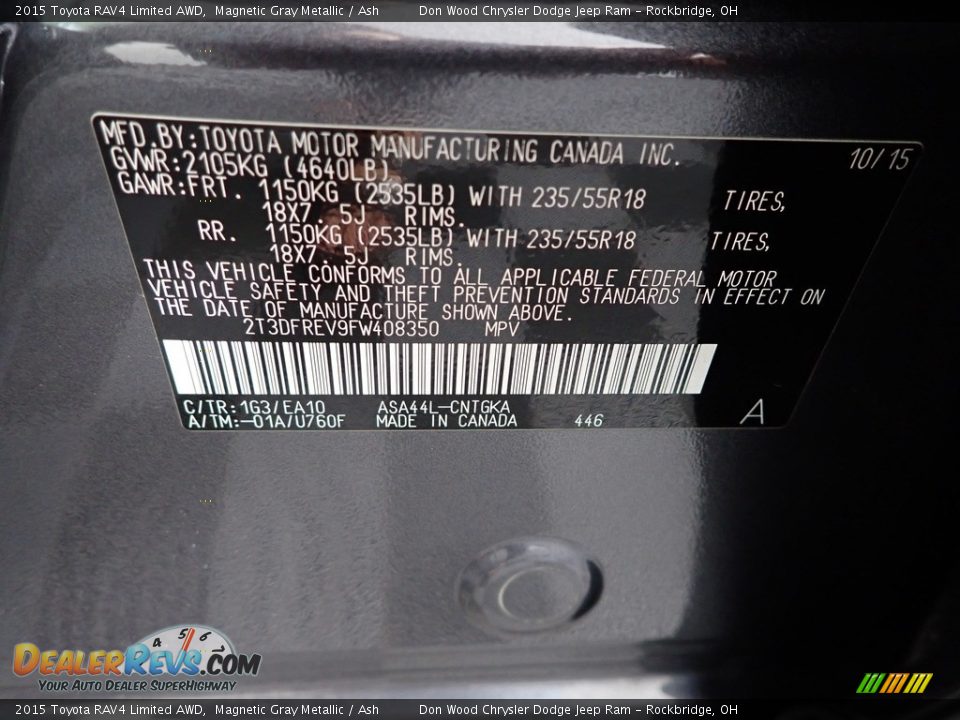 2015 Toyota RAV4 Limited AWD, Magnetic Gray Metallic / Ash Don Wood Chrysler Dodge Jeep Ram - Rockbridge, OH
MFD.BY:TOYOTA MOTOR MANUFACTURING CANADA INC. 10/15
GVWR:2105KG (4640LB)
GAWR:FRT. 1150KG (2535LB) WITH 235/55R18 TIRES,
18X7. 5J RIMS.
RR. 1150KG (2535LB) WITH 235/55R18 TIRES,
18X7. 5J RIMS.
THIS VEHICLE CONFORMS TO ALL APPLICABLE FEDERAL MOTOR
VEHICLE SAFETY AND THEFT PREVENTION STANDARDS IN EFFECT ON
THE DATE OF MANUFACTURE SHOWN ABOVE.
2T3DFREV9FW408350 MPV
C/TR:1G3/EA10 ASA44L-CNTGKA
A/TM:-01A/U760F MADE IN CANADA 446 A
4 5 6
DEALERREVS.COM
YOUR AUTO DEALER SUPERHIGHWAY
2015 Toyota RAV4 Limited AWD, Magnetic Gray Metallic / Ash Don Wood Chrysler Dodge Jeep Ram - Rockbridge, OH